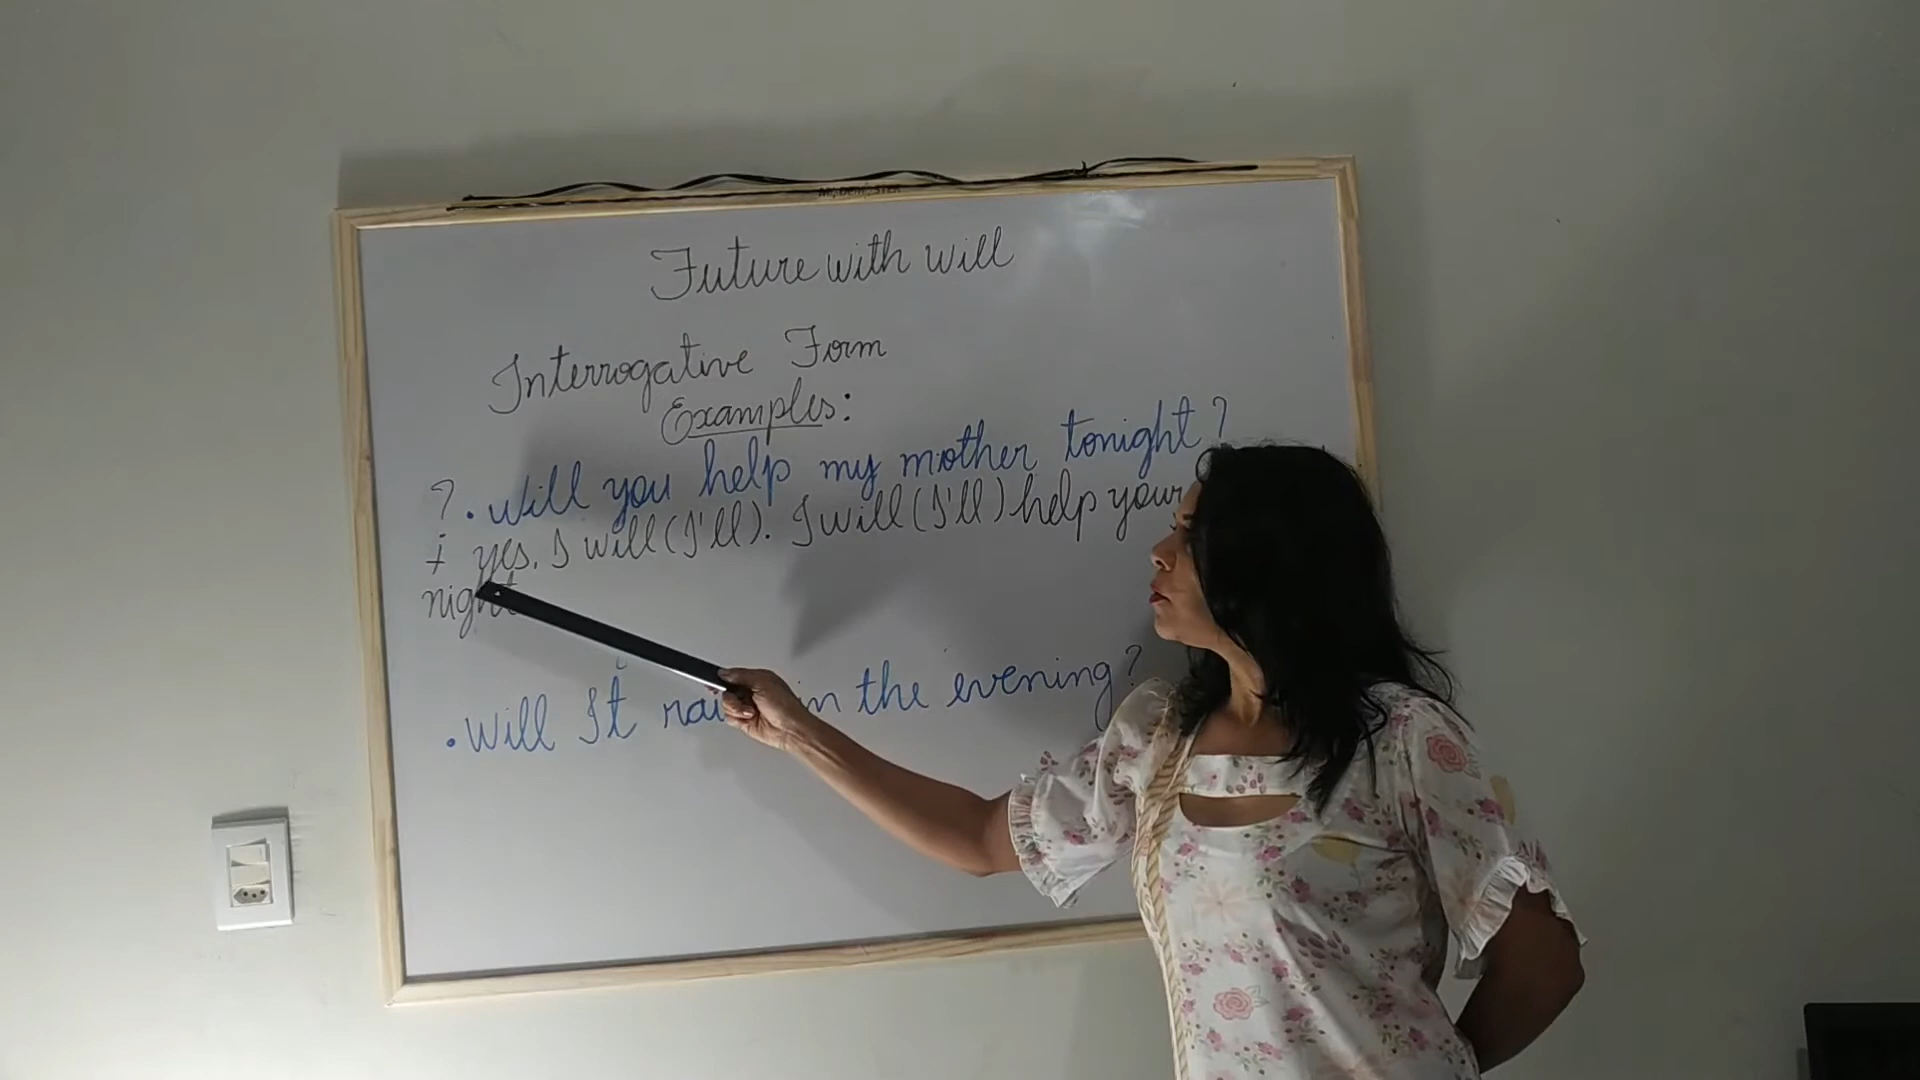 Future with will
Interrogative Form
Examples:
? . Will you help my mother tonight?
+ yes, I will (I'll). I will (I'll) help your
night
. Will It rain in the evening?